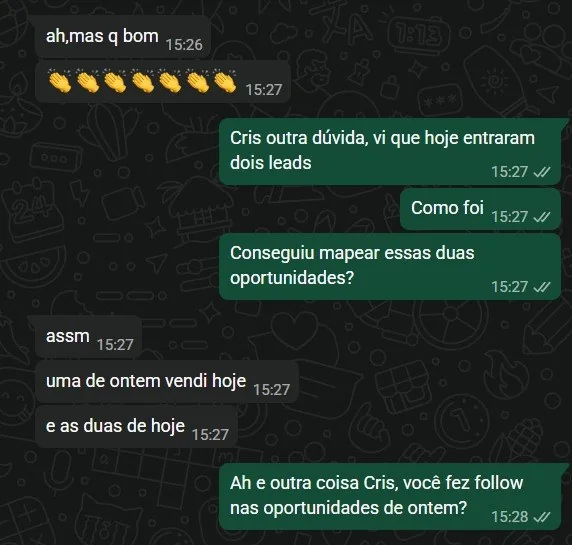 ah,mas q bom 15:26
👏👏👏👏👏👏👏 15:27
Cris outra dúvida, vi que hoje entraram
dois leads
15:27
Como foi 15:27
Conseguiu mapear essas duas
oportunidades?
15:27
assm 15:27
uma de ontem vendi hoje 15:27
e as duas de hoje 15:27
Ah e outra coisa Cris, você fez follow
nas oportunidades de ontem?
15:28